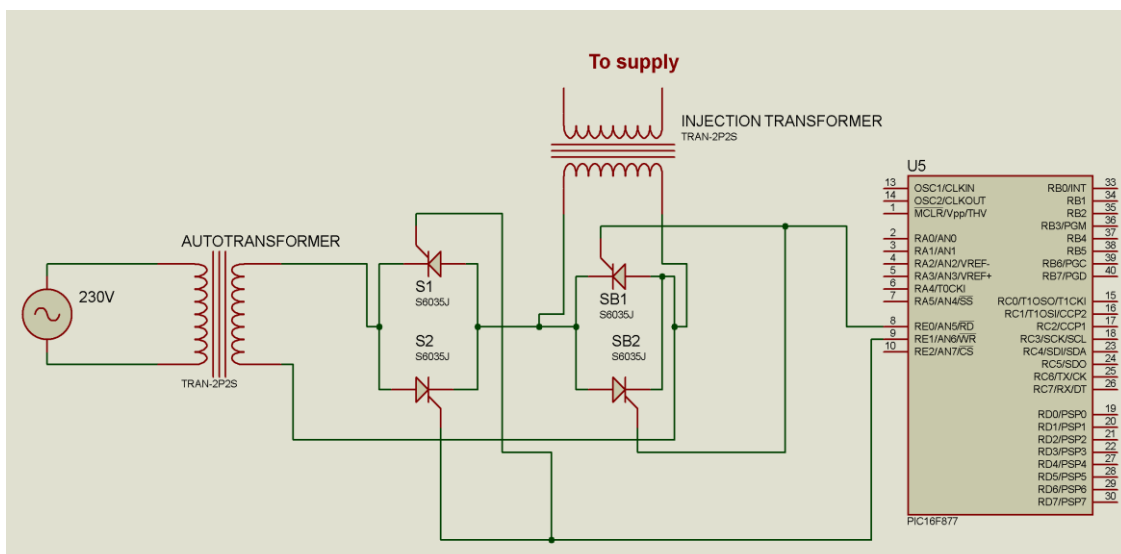 To supply
INJECTION TRANSFORMER
TRAN-2P2S
AUTOTRANSFORMER
230V
TRAN-2P2S
S1
S6035J
S2
S6035J
SB1
S6035J
SB2
S6035J
U5
13 OSC1/CLKIN RB0/INT 33
14 OSC2/CLKOUT RB1 34
1 MCLR/Vpp/THV RB2 35
RB3/PGM 36
2 RA0/AN0 RB4 37
3 RA1/AN1 RB5 38
4 RA2/AN2/VREF- RB6/PGC 39
5 RA3/AN3/VREF+ RB7/PGD 40
6 RA4/T0CKI
7 RA5/AN4/SS RC0/T1OSO/T1CKI 15
RC1/T1OSI/CCP2 16
8 RE0/AN5/RD RC2/CCP1 17
9 RE1/AN6/WR RC3/SCK/SCL 18
10 RE2/AN7/CS RC4/SDI/SDA 23
RC5/SDO 24
RC6/TX/CK 25
RC7/RX/DT 26
RD0/PSP0 19
RD1/PSP1 20
RD2/PSP2 21
RD3/PSP3 22
RD4/PSP4 27
RD5/PSP5 28
RD6/PSP6 29
RD7/PSP7 30
PIC16F877